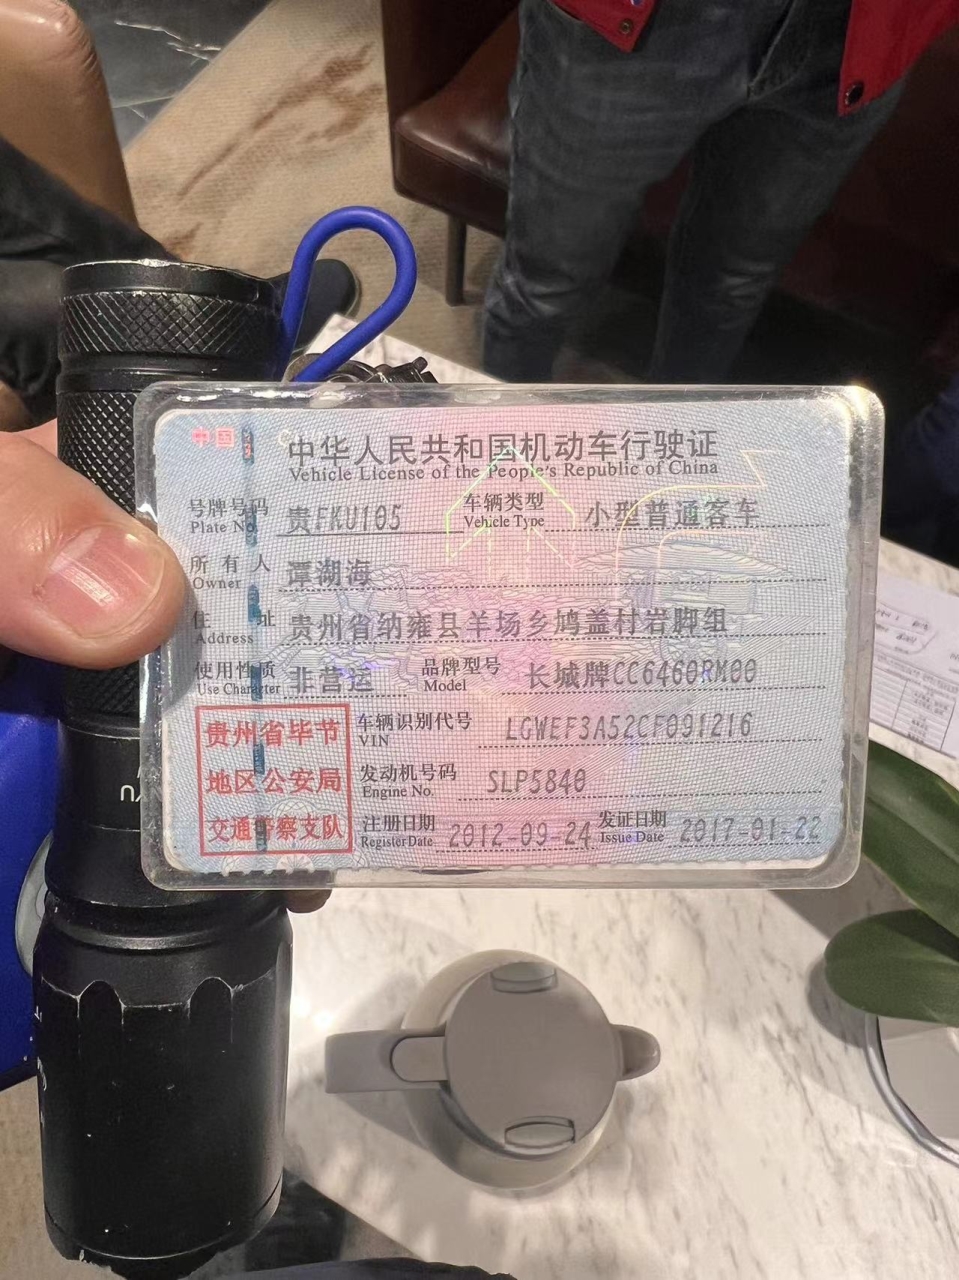 中国
中华人民共和国机动车行驶证
Vehicle License of the People's Republic of China
号牌号码 贵FKU105 车辆类型 小型普通客车
Plate No. Vehicle Type
所有人 谭湖海
Owner
住址 贵州省纳雍县羊场乡鸠盖村岩脚组
Address
使用性质 非营运 品牌型号 长城牌CC6460RM00
Use Character Model
贵州省毕节
地区公安局
交通警察支队
车辆识别代号 LGWEF3A52CF091216
VIN
发动机号码 SLP5840
Engine No.
注册日期 2012-09-24 发证日期 2017-01-22
Register Date Issue Date